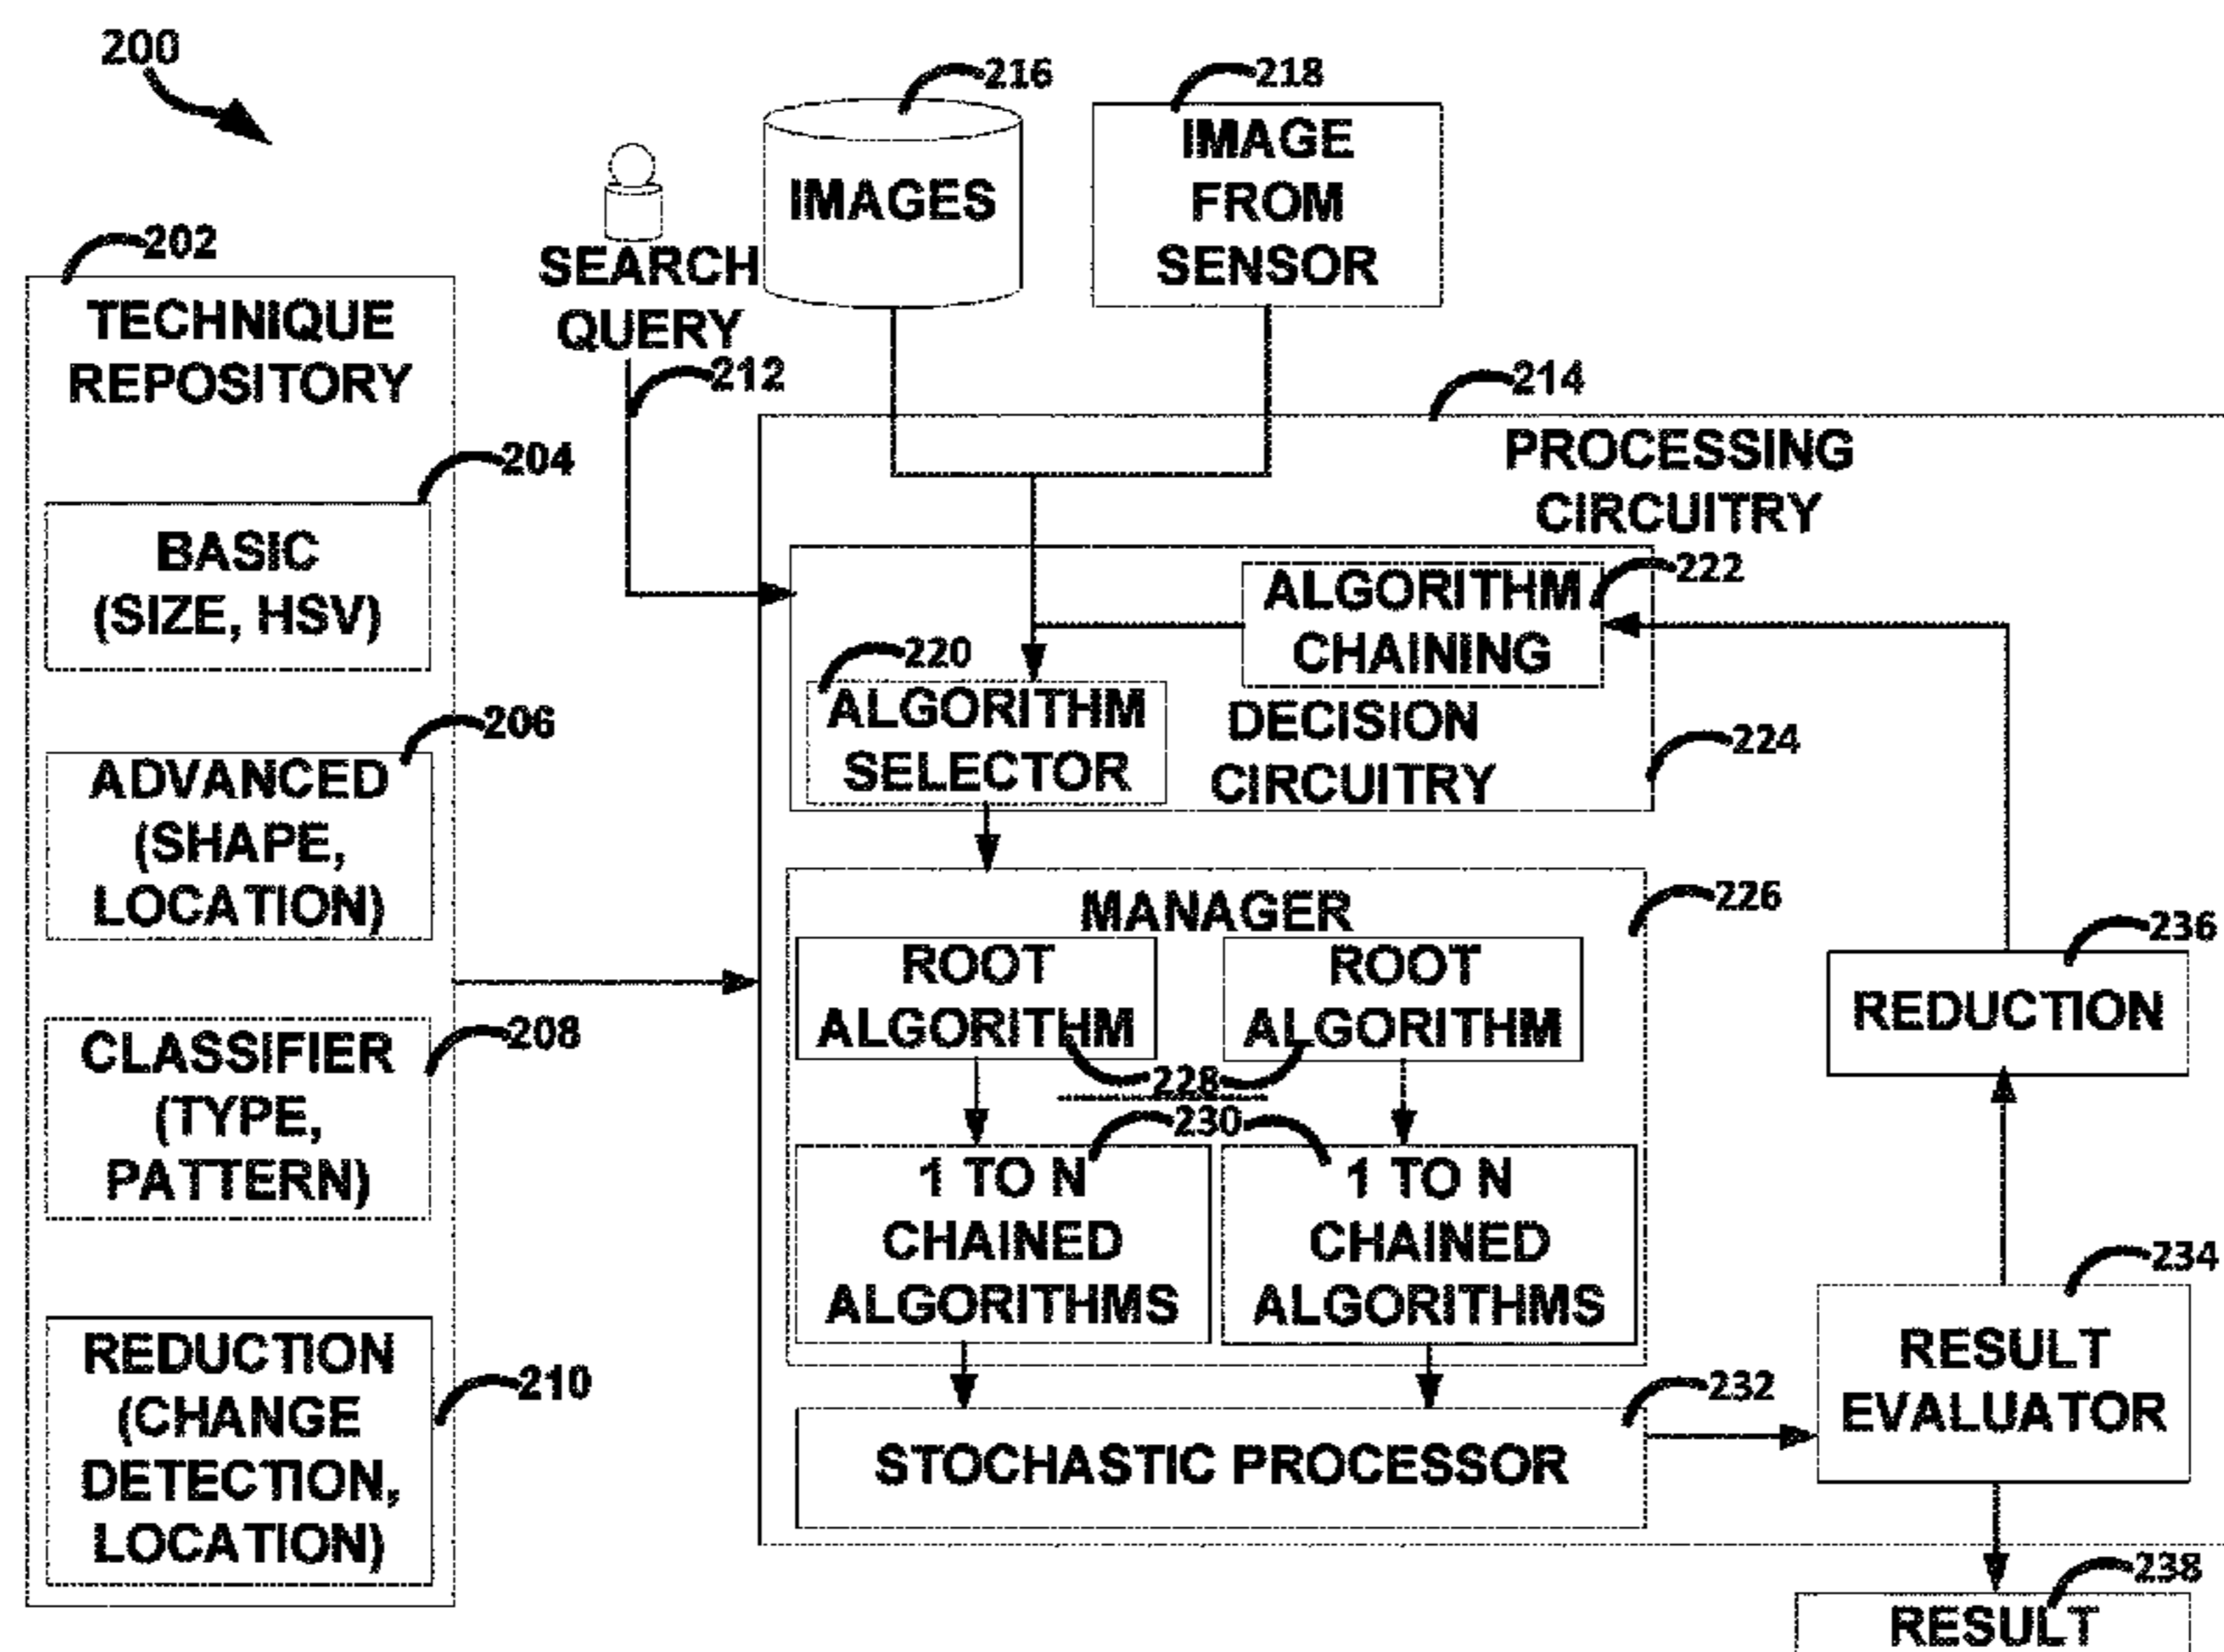 200
202
TECHNIQUE
REPOSITORY
204
BASIC
(SIZE, HSV)
206
ADVANCED
(SHAPE,
LOCATION)
208
CLASSIFIER
(TYPE,
PATTERN)
210
REDUCTION
(CHANGE
DETECTION,
LOCATION)
SEARCH
QUERY
212
216
IMAGES
218
IMAGE
FROM
SENSOR
214
PROCESSING
CIRCUITRY
222
ALGORITHM
CHAINING
220
ALGORITHM
SELECTOR
DECISION
CIRCUITRY
224
226
MANAGER
ROOT
ALGORITHM
ROOT
ALGORITHM
228
230
1 TO N
CHAINED
ALGORITHMS
1 TO N
CHAINED
ALGORITHMS
232
STOCHASTIC PROCESSOR
236
REDUCTION
234
RESULT
EVALUATOR
238
RESULT